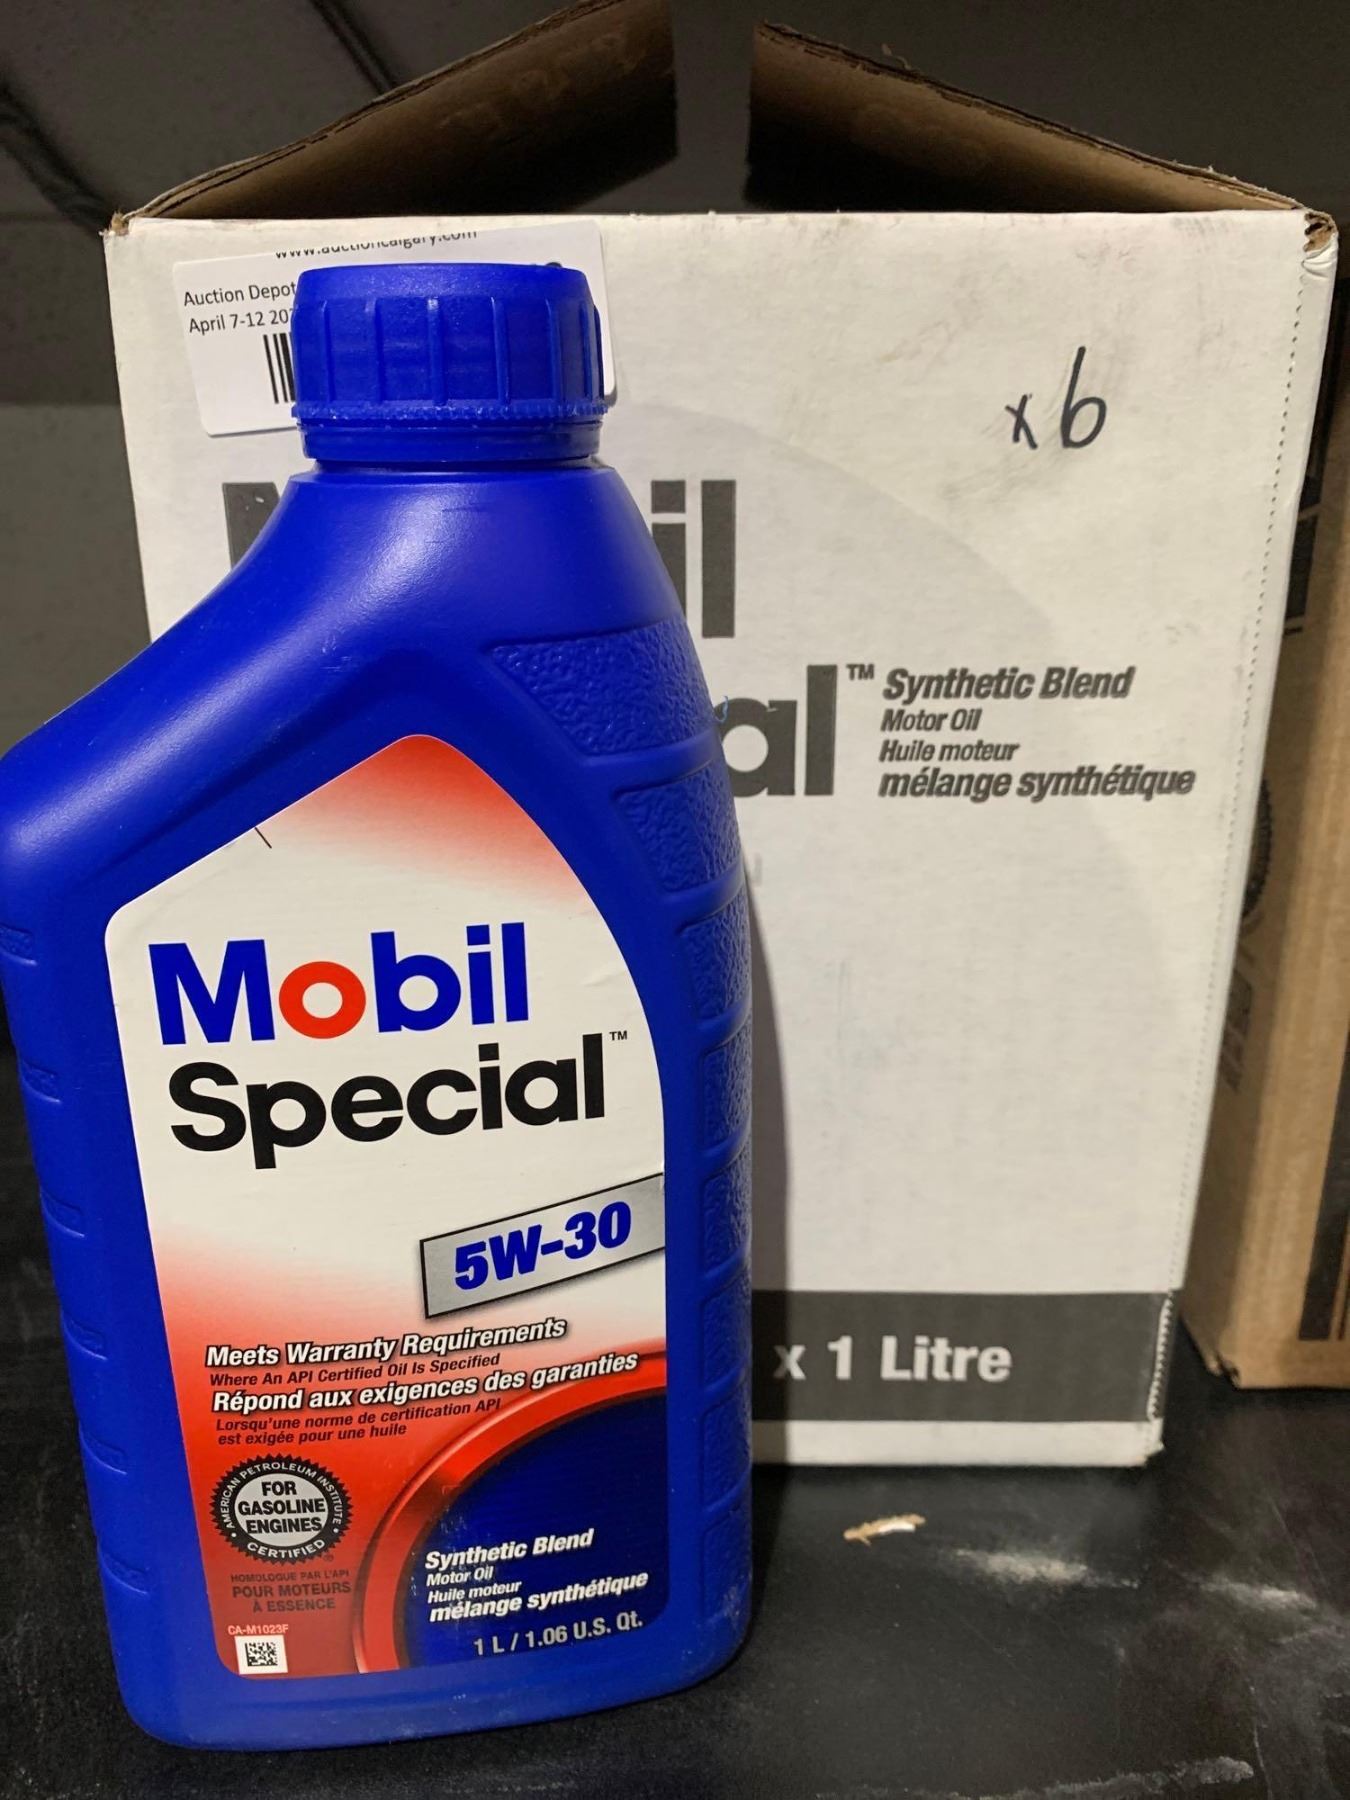 www.auctioncalgary.com
Auction Depot
April 7-12
x6
Synthetic Blend
Motor Oil
Huile moteur
mélange synthétique
x 1 Litre
Mobil
Special™
5W-30
Meets Warranty Requirements
Where An API Certified Oil Is Specified
Répond aux exigences des garanties
Lorsqu'une norme de certification API
est exigée pour une huile
AMERICAN PETROLEUM INSTITUTE
FOR
GASOLINE
ENGINES
CERTIFIED
HOMOLOGUE PAR L'API
POUR MOTEURS
À ESSENCE
CA-M1023F
Synthetic Blend
Motor Oil
Huile moteur
mélange synthétique
1 L / 1.06 U.S. Qt.